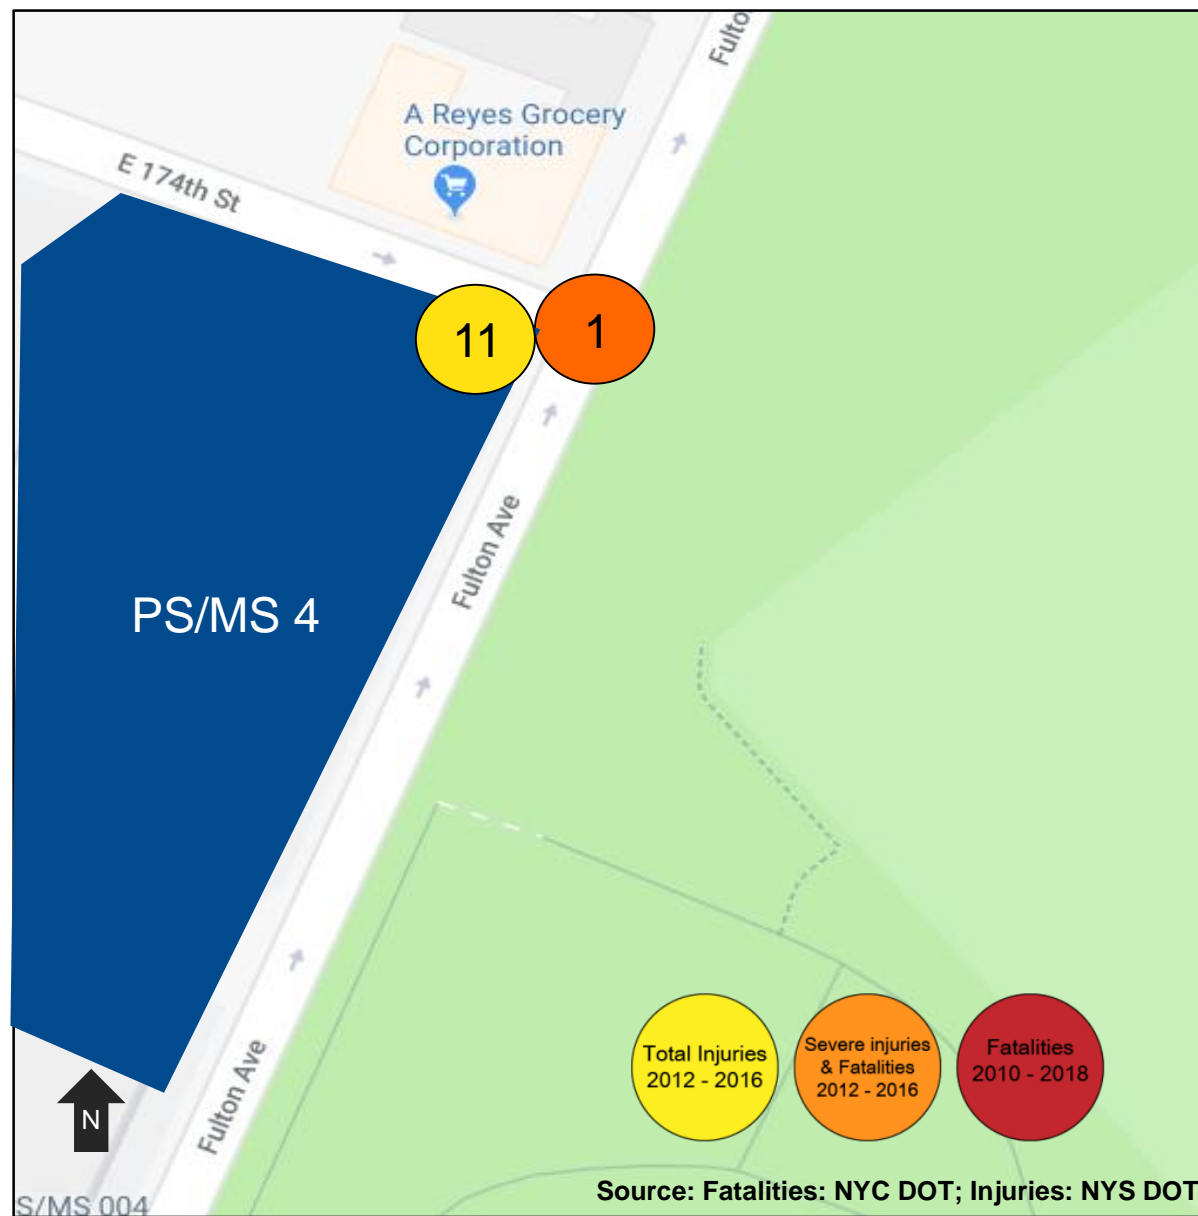 Fulto
A Reyes Grocery
Corporation
E 174th St
11
1
Fulton Ave
PS/MS 4
Total Injuries
2012 - 2016
Severe injuries
& Fatalities
2012 - 2016
Fatalities
2010 - 2018
Fulton Ave
N
S/MS 004
Source: Fatalities: NYC DOT; Injuries: NYS DOT